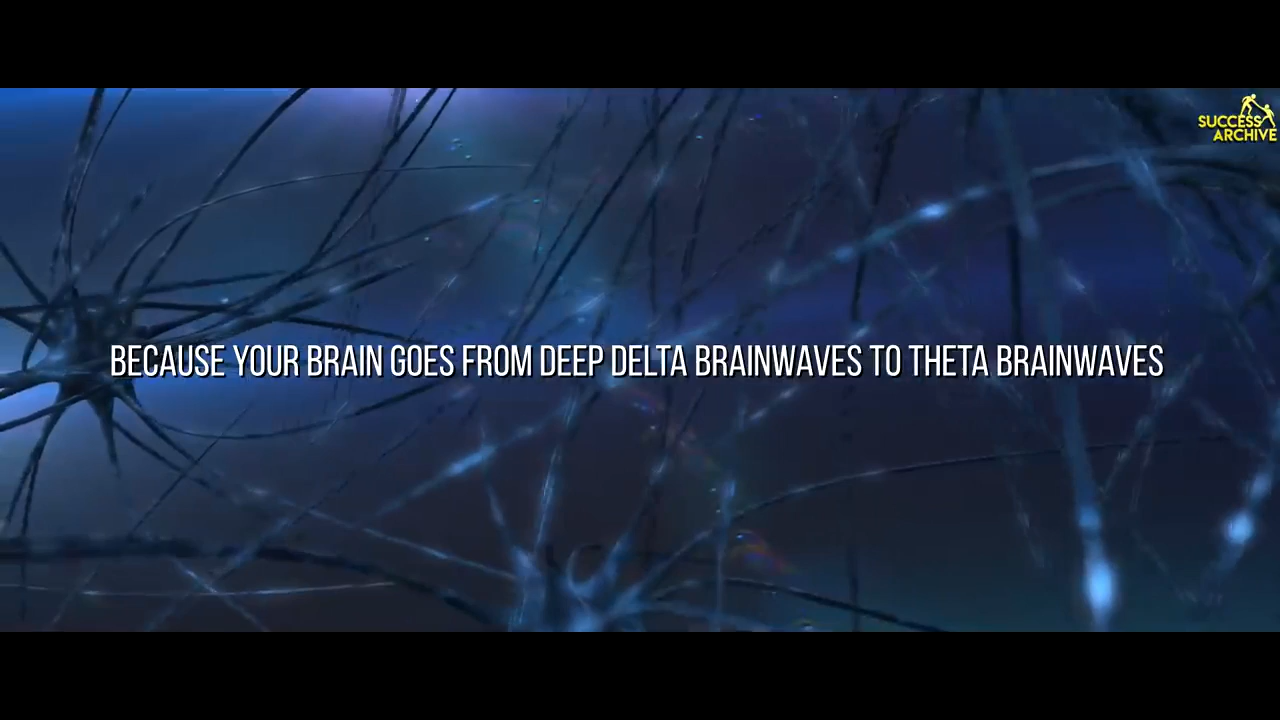 SUCCESS
ARCHIVE
BECAUSE YOUR BRAIN GOES FROM DEEP DELTA BRAINWAVES TO THETA BRAINWAVES